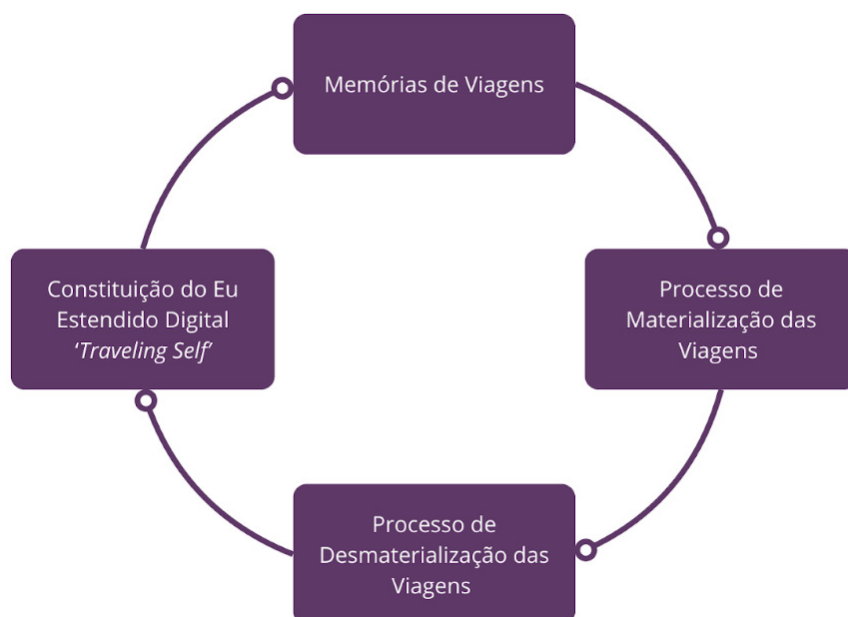 Memórias de Viagens
Processo de
Materialização das
Viagens
Processo de
Desmaterialização das
Viagens
Constituição do Eu
Estendido Digital
‘Traveling Self’